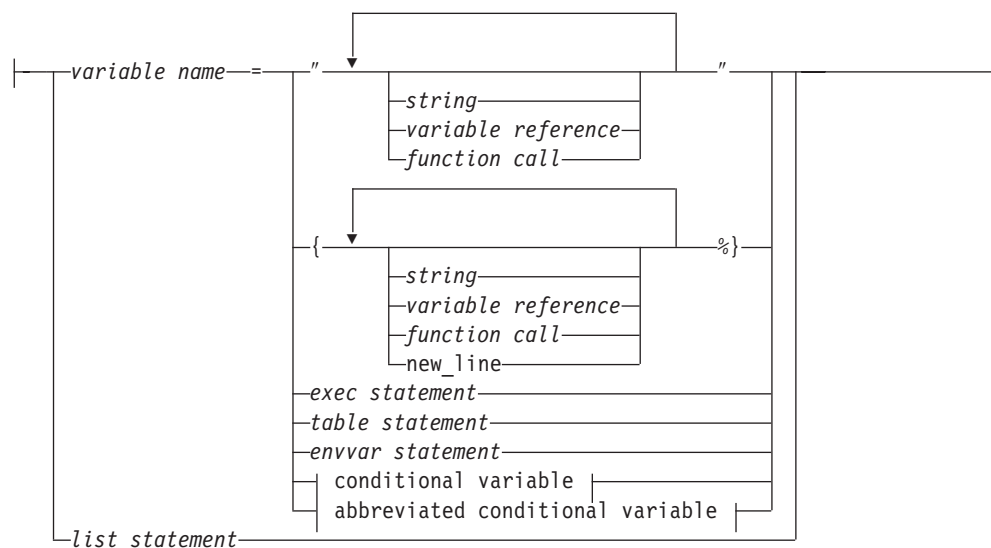 variable name = " "
string
variable reference
function call
{ %}
string
variable reference
function call
new_line
exec statement
table statement
envvar statement
conditional variable
abbreviated conditional variable
list statement